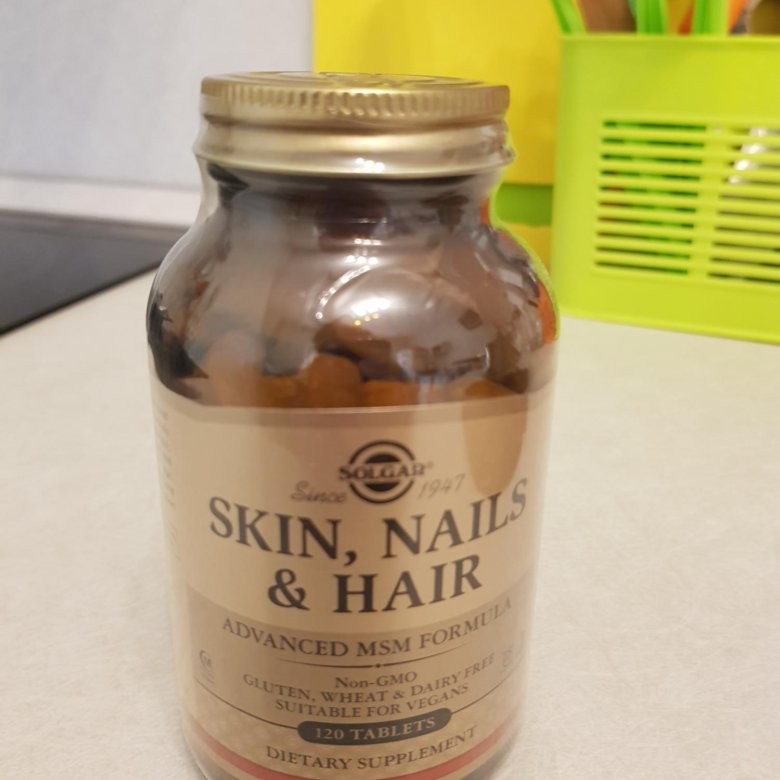 SOLGAR®
Since 1947
SKIN, NAILS
& HAIR
ADVANCED MSM FORMULA
Non-GMO
GLUTEN, WHEAT & DAIRY FREE
SUITABLE FOR VEGANS
120 TABLETS
DIETARY SUPPLEMENT